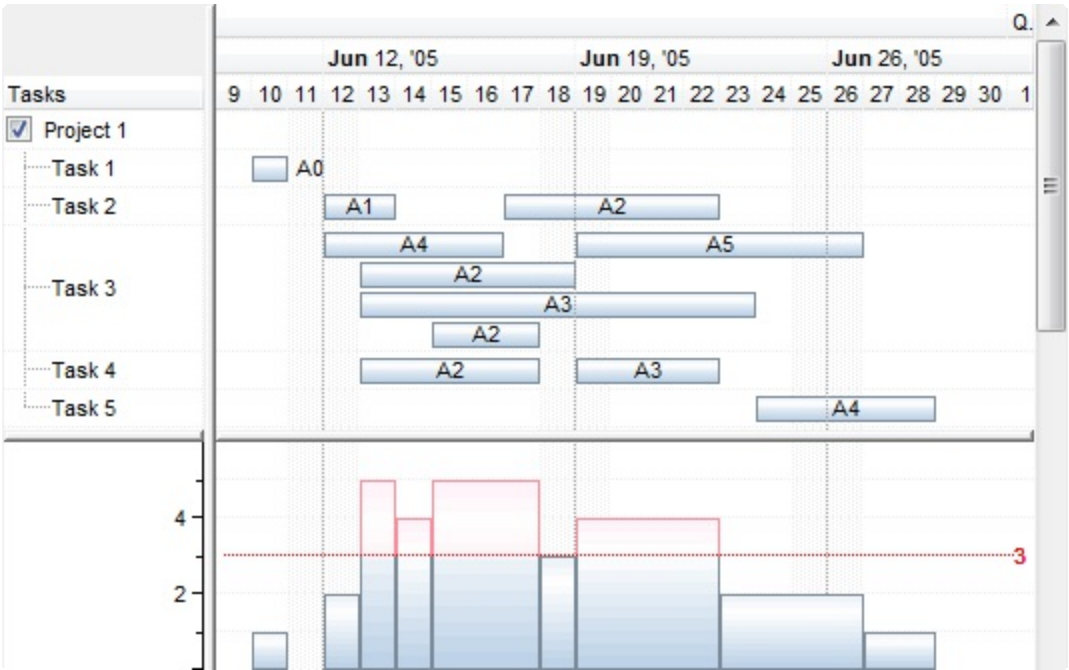 Q.
Jun 12, '05 Jun 19, '05 Jun 26, '05
Tasks 9 10 11 12 13 14 15 16 17 18 19 20 21 22 23 24 25 26 27 28 29 30 1
Project 1
Task 1 A0
Task 2 A1 A2
A4 A5
A2
Task 3
A3
A2
Task 4 A2 A3
Task 5 A4
4
3
2